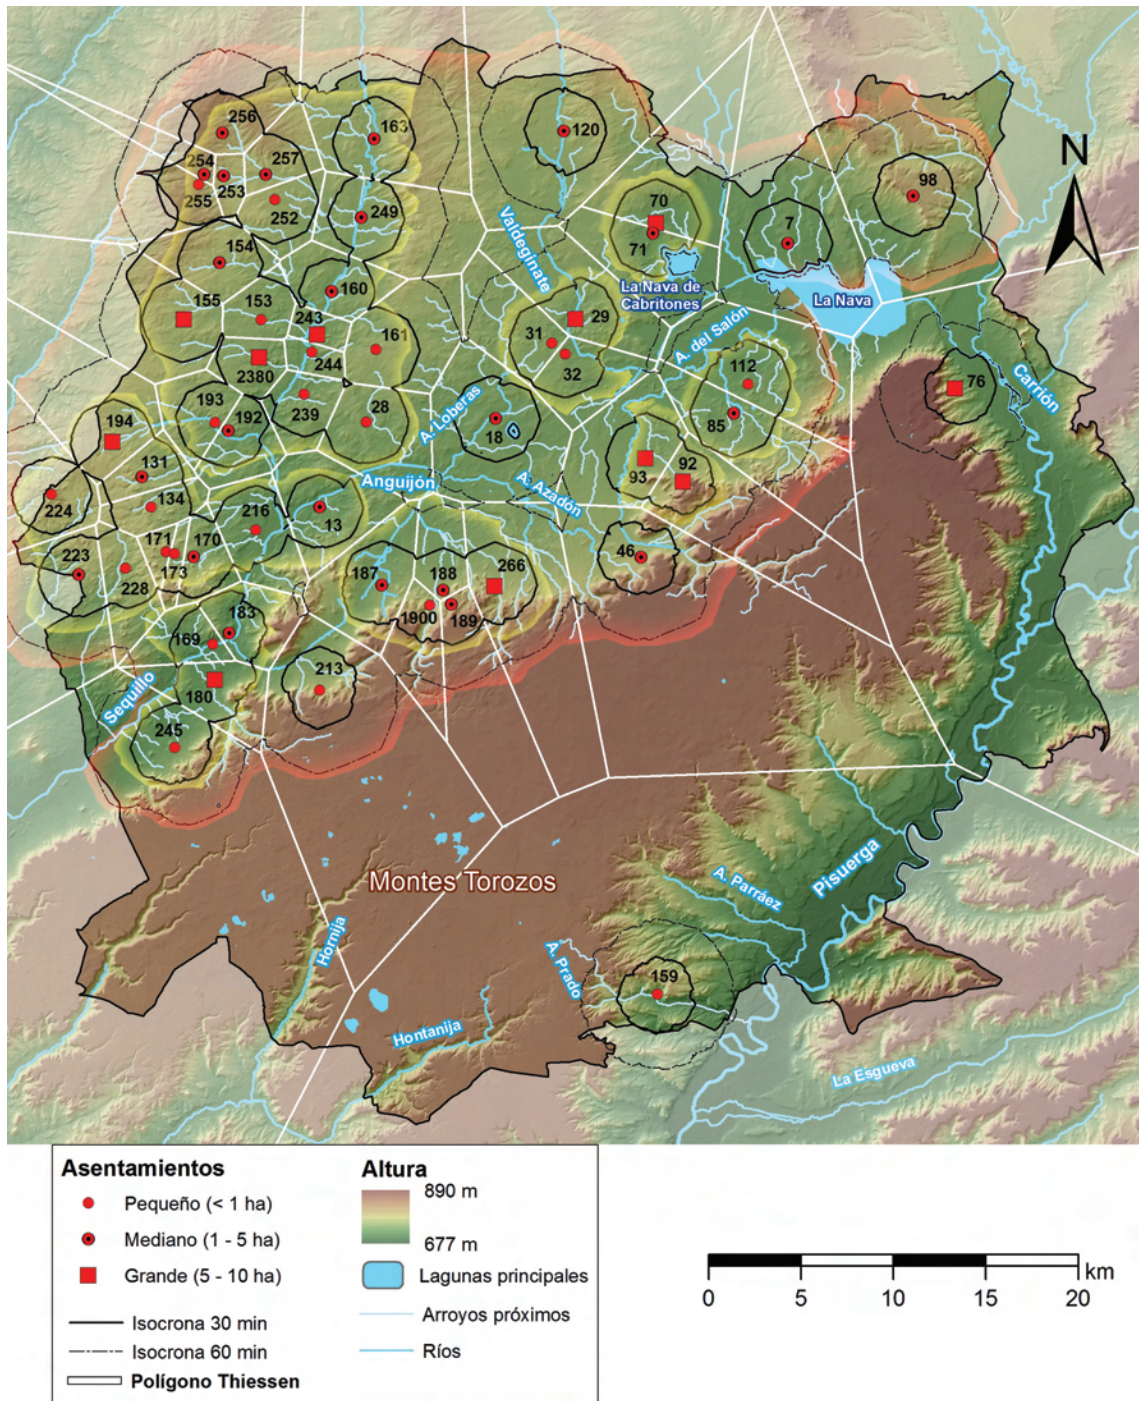 256
163
120
N
254
257
253
255
252
249
70
98
71
7
154
Valdeginate
La Nava de
Cabritones
La Nava
155
153
160
243
161
29
31
32
A. del Salón
244
2380
112
76
Carrión
239
28
A. Loberas
193
192
194
18
85
131
93
92
Anguijón
A. Azadón
134
224
216
13
171
170
173
46
223
228
187
188
266
1900
189
183
169
213
180
Sequillo
245
Montes Torozos
Pisuerga
A. Parráez
Hornija
A. Prado
159
Hontanija
La Esgueva
Asentamientos
Pequeño (< 1 ha)
Mediano (1 - 5 ha)
Grande (5 - 10 ha)
Isocrona 30 min
Isocrona 60 min
Polígono Thiessen
Altura
890 m
677 m
Lagunas principales
Arroyos próximos
Ríos
km
0 5 10 15 20